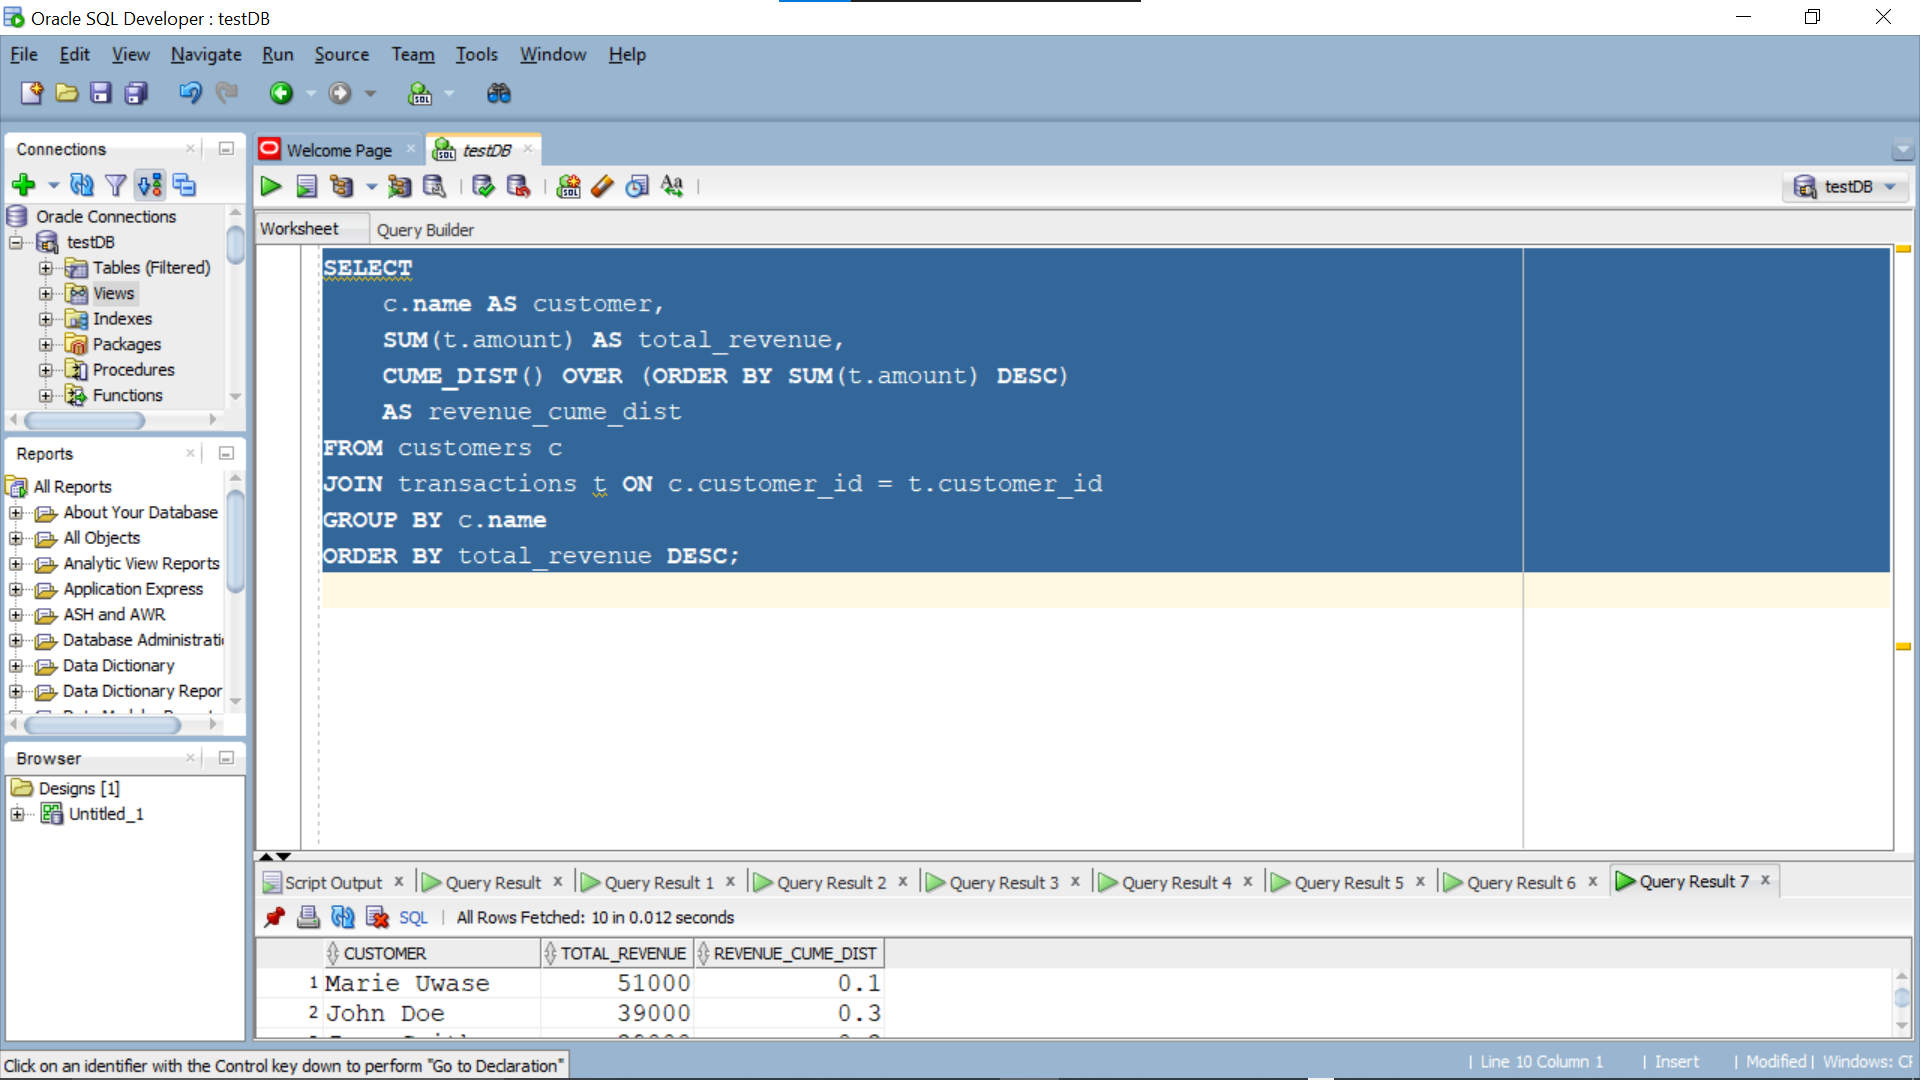 Oracle SQL Developer : testDB
File Edit View Navigate Run Source Team Tools Window Help
Connections
Oracle Connections
testDB
Tables (Filtered)
Views
Indexes
Packages
Procedures
Functions
Reports
All Reports
About Your Database
All Objects
Analytic View Reports
Application Express
ASH and AWR
Database Administrati
Data Dictionary
Data Dictionary Repor
Browser
Designs [1]
Untitled_1
Welcome Page testDB
testDB
Worksheet Query Builder
SELECT
c.name AS customer,
SUM(t.amount) AS total_revenue,
CUME_DIST() OVER (ORDER BY SUM(t.amount) DESC)
AS revenue_cume_dist
FROM customers c
JOIN transactions t ON c.customer_id = t.customer_id
GROUP BY c.name
ORDER BY total_revenue DESC;
Script Output x Query Result x Query Result 1 x Query Result 2 x Query Result 3 x Query Result 4 x Query Result 5 x Query Result 6 x Query Result 7 x
SQL | All Rows Fetched: 10 in 0.012 seconds
CUSTOMER TOTAL_REVENUE REVENUE_CUME_DIST
1 Marie Uwase 51000 0.1
2 John Doe 39000 0.3
Click on an identifier with the Control key down to perform "Go to Declaration"
| Line 10 Column 1 | Insert | Modified | Windows: CF